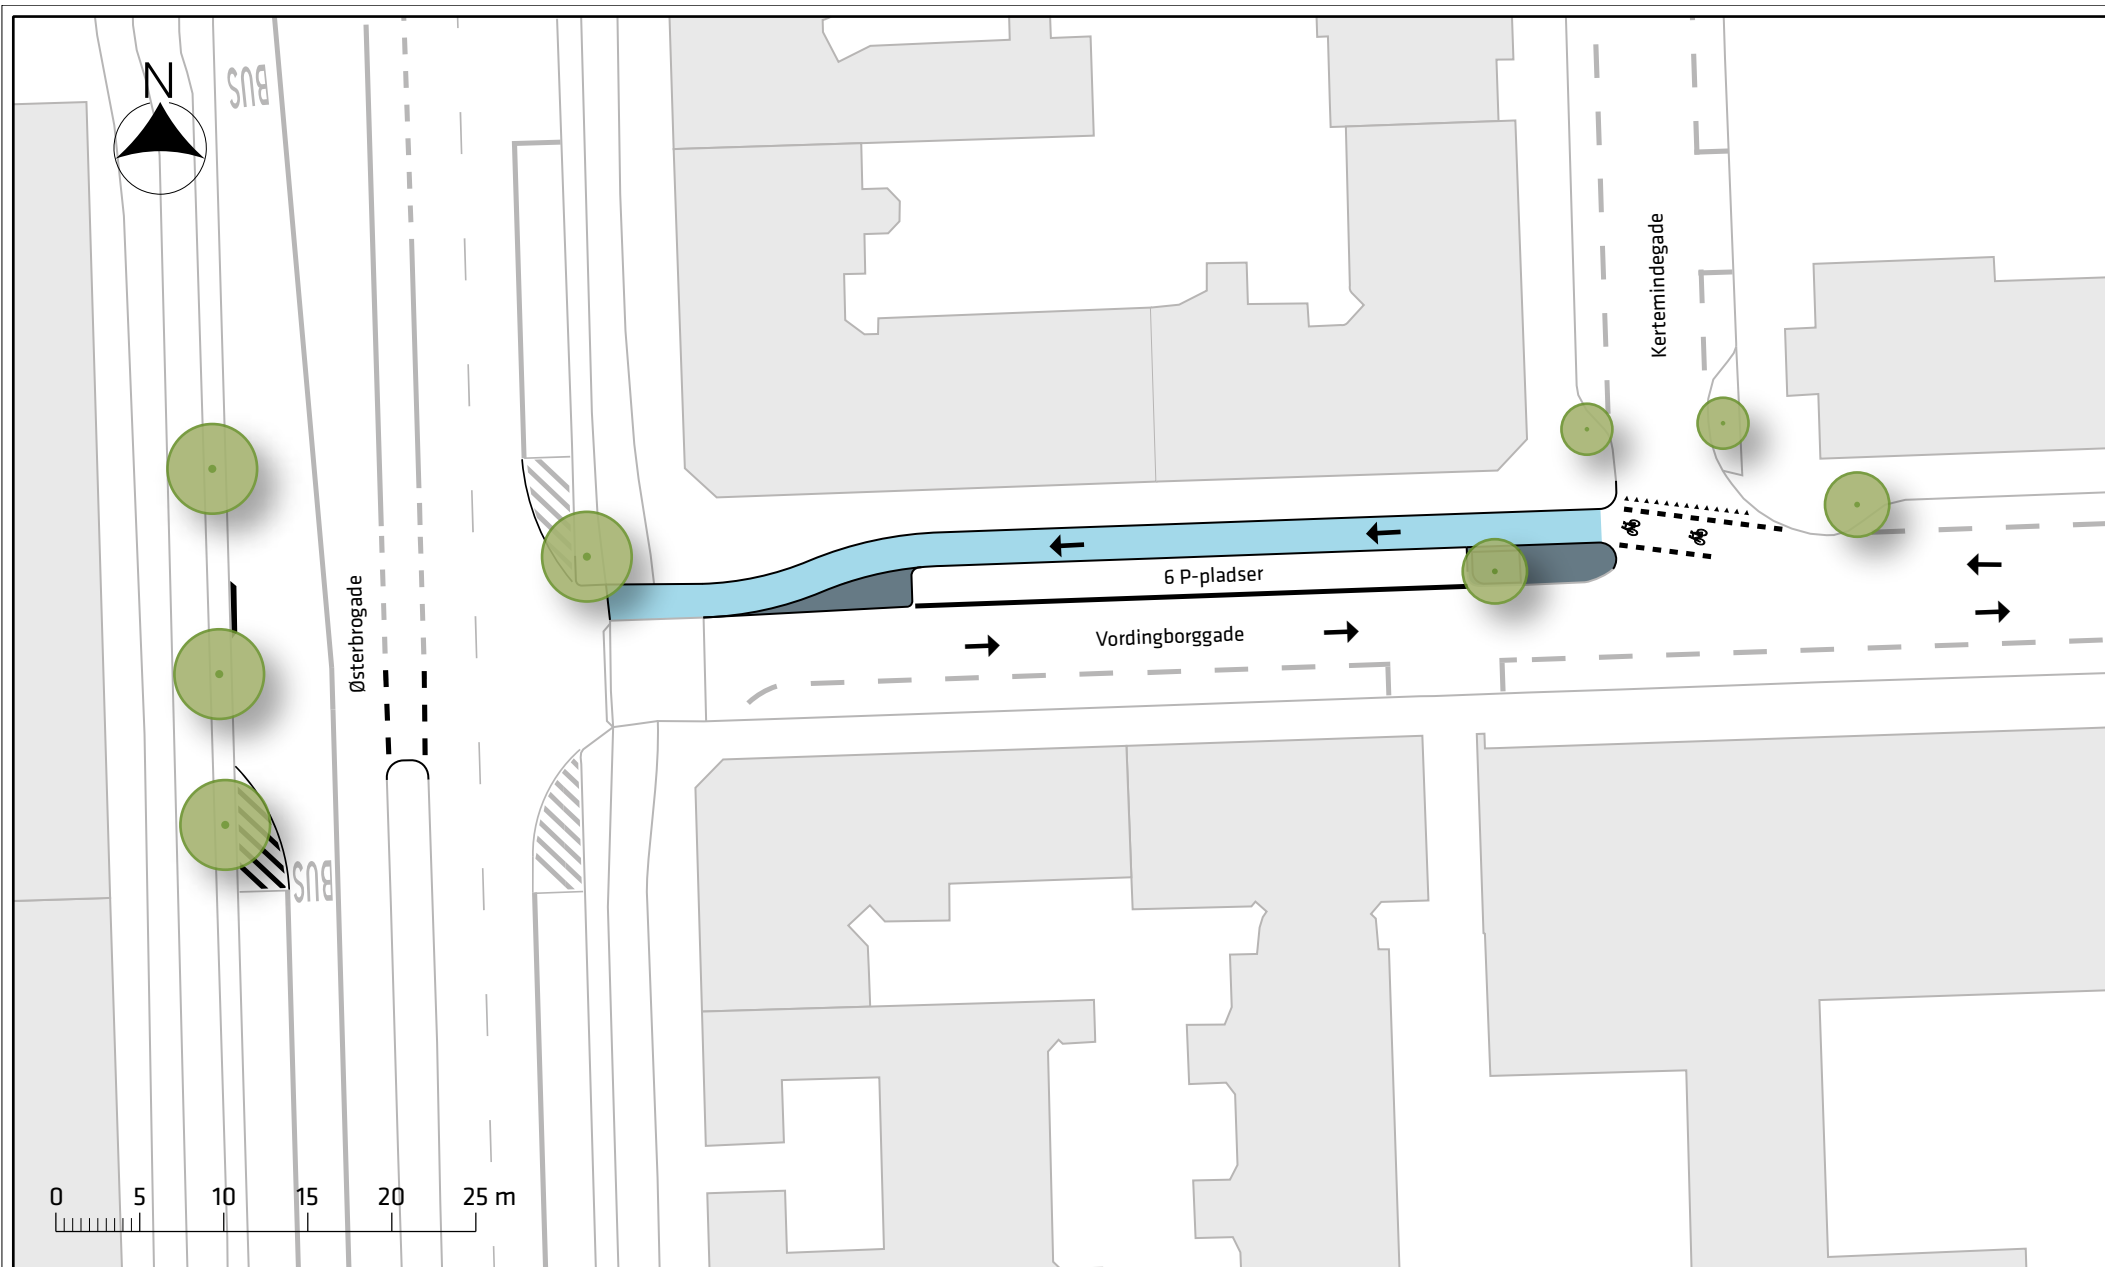 BUS
N
Kertemindegade
6 P-pladser
Østerbrogade
Vordingborggade
BUS
0 5 10 15 20 25 m